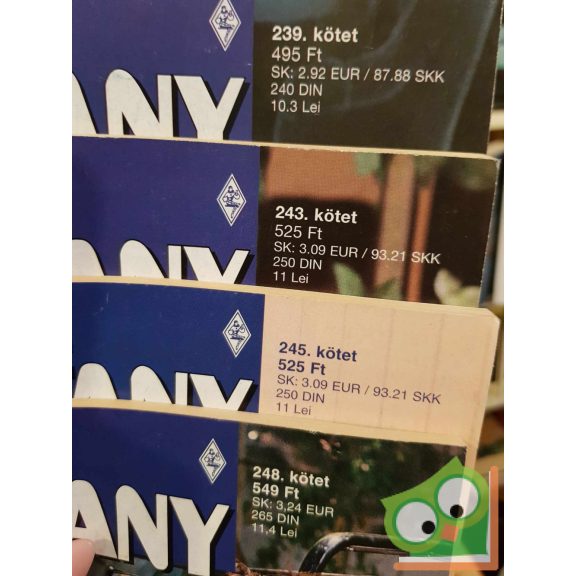 239. kötet
495 Ft
SK: 2.92 EUR / 87.88 SKK
240 DIN
10.3 Lei
ANY
243. kötet
525 Ft
SK: 3.09 EUR / 93.21 SKK
250 DIN
11 Lei
ANY
245. kötet
525 Ft
SK: 3.09 EUR / 93.21 SKK
250 DIN
11 Lei
ANY
248. kötet
549 Ft
SK: 3,24 EUR
265 DIN
11,4 Lei
ANY